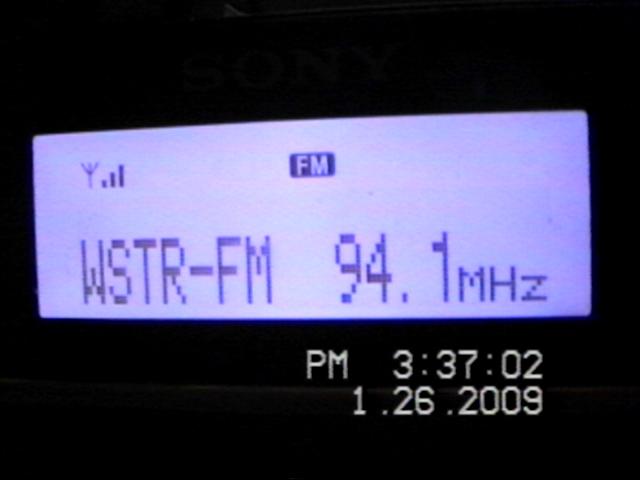 SONY
FM
WSTR-FM 94.1MHz
PM 3:37:02
1.26.2009